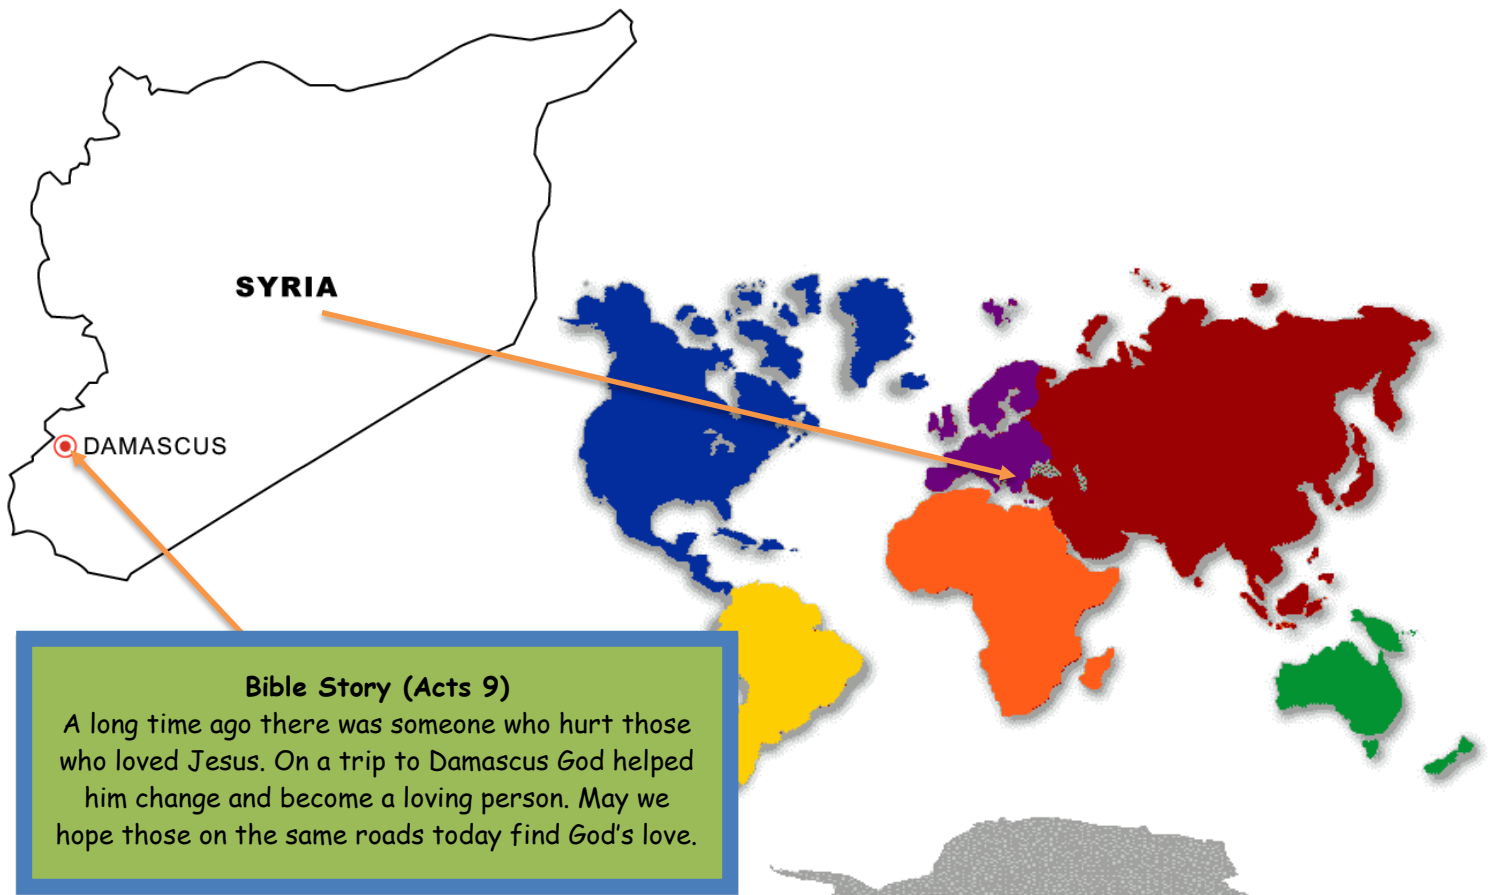 SYRIA
DAMASCUS
Bible Story (Acts 9)
A long time ago there was someone who hurt those
who loved Jesus. On a trip to Damascus God helped
him change and become a loving person. May we
hope those on the same roads today find God's love.